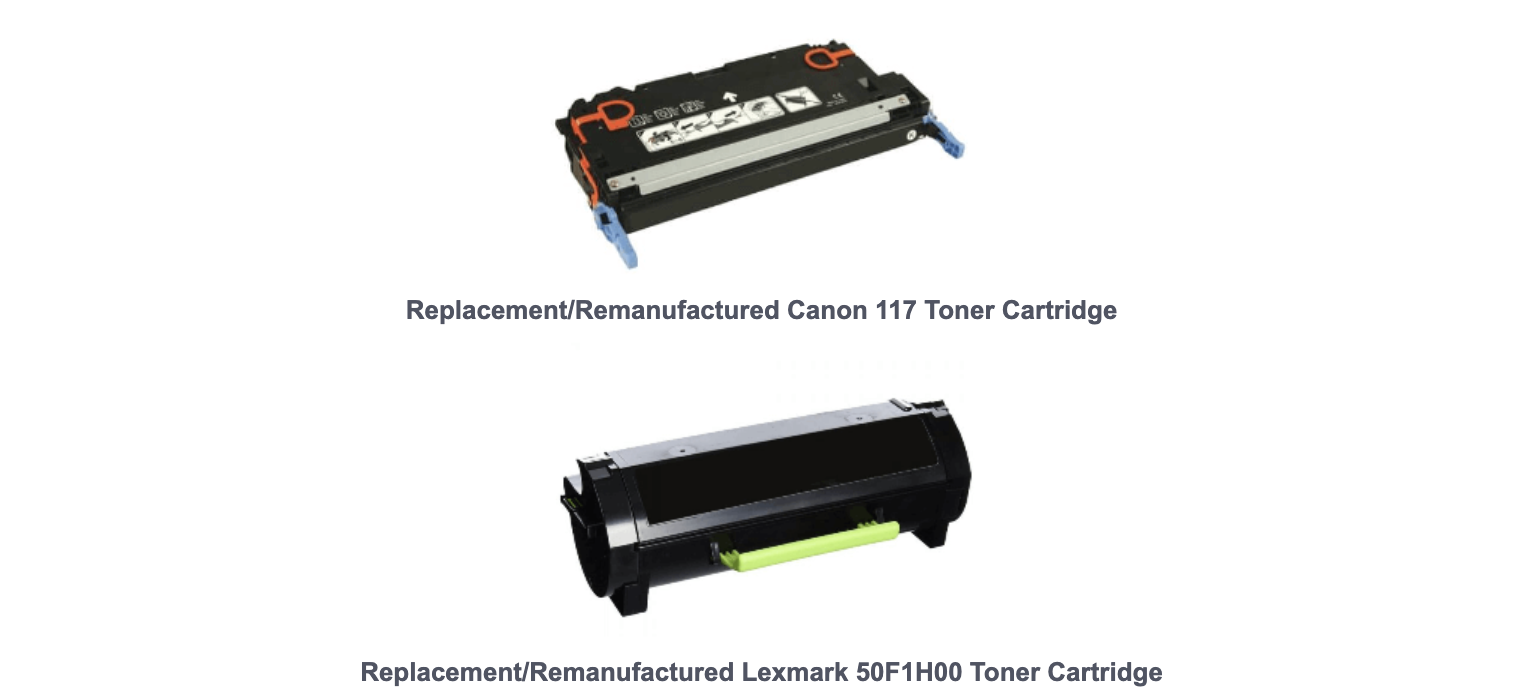 Replacement/Remanufactured Canon 117 Toner Cartridge
Replacement/Remanufactured Lexmark 50F1H00 Toner Cartridge